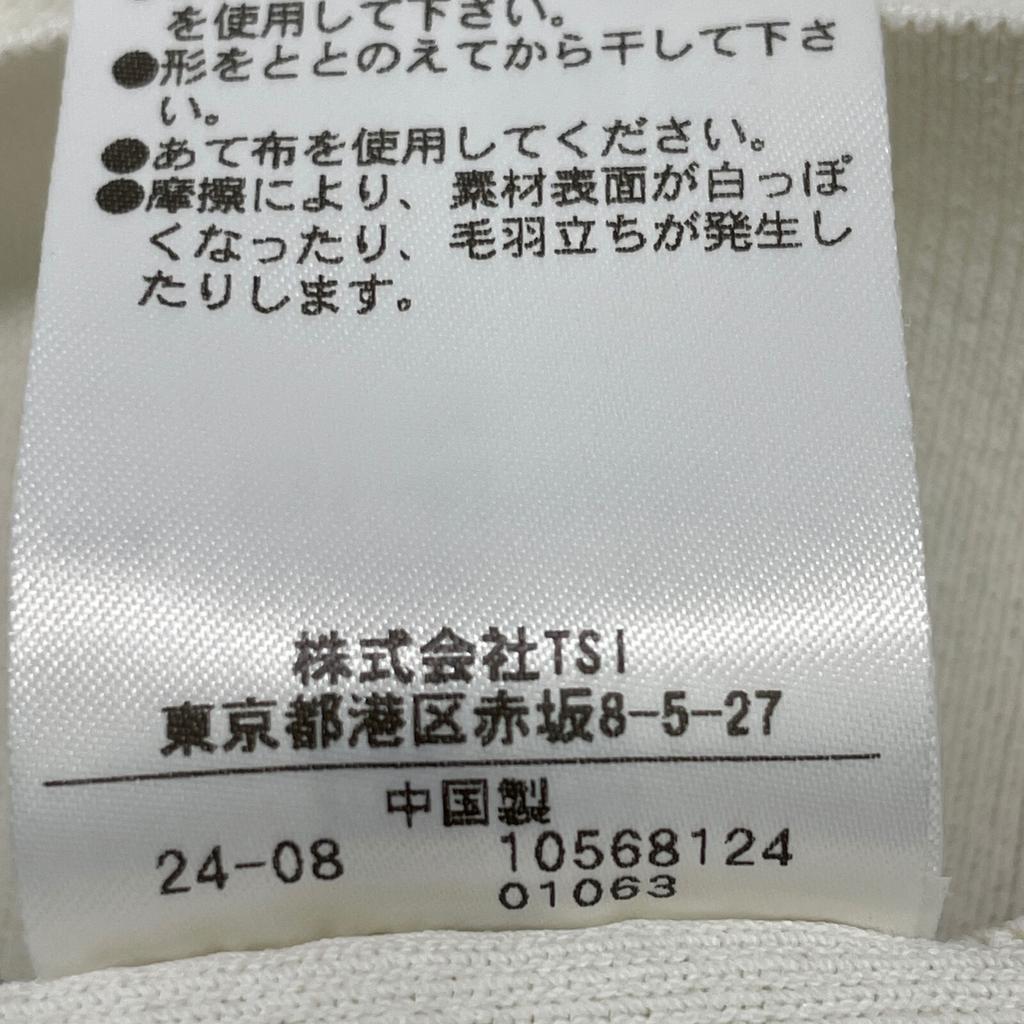 を使用して下さい。
●形をととのえてから干して下さ
い。
●あて布を使用してください。
●摩擦により、素材表面が白っぽ
くなったり、毛羽立ちが発生し
たりします。
株式会社TSI
東京都港区赤坂8-5-27
中国製
24-08 10568124
01063